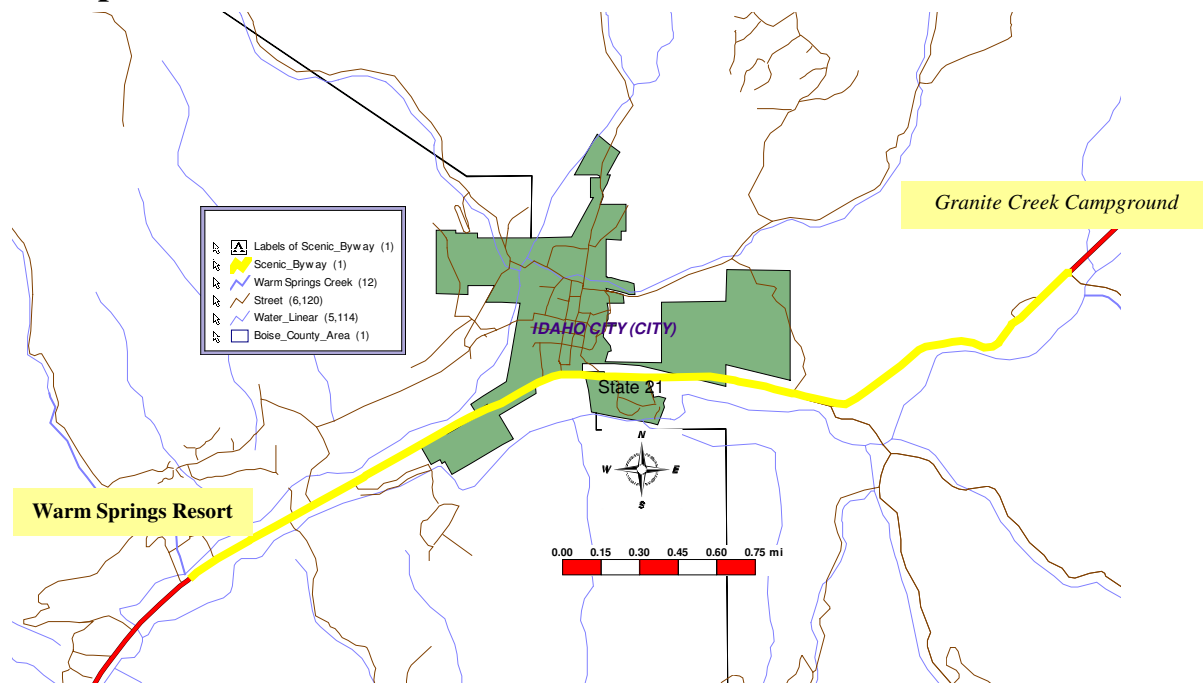 Granite Creek Campground
Labels of Scenic_Byway (1)
Scenic_Byway (1)
Warm Springs Creek (12)
Street (6,120)
Water_Linear (5,114)
Boise_County_Area (1)
IDAHO CITY (CITY)
State 21
N
W E
S
Warm Springs Resort
0.00 0.15 0.30 0.45 0.60 0.75 mi